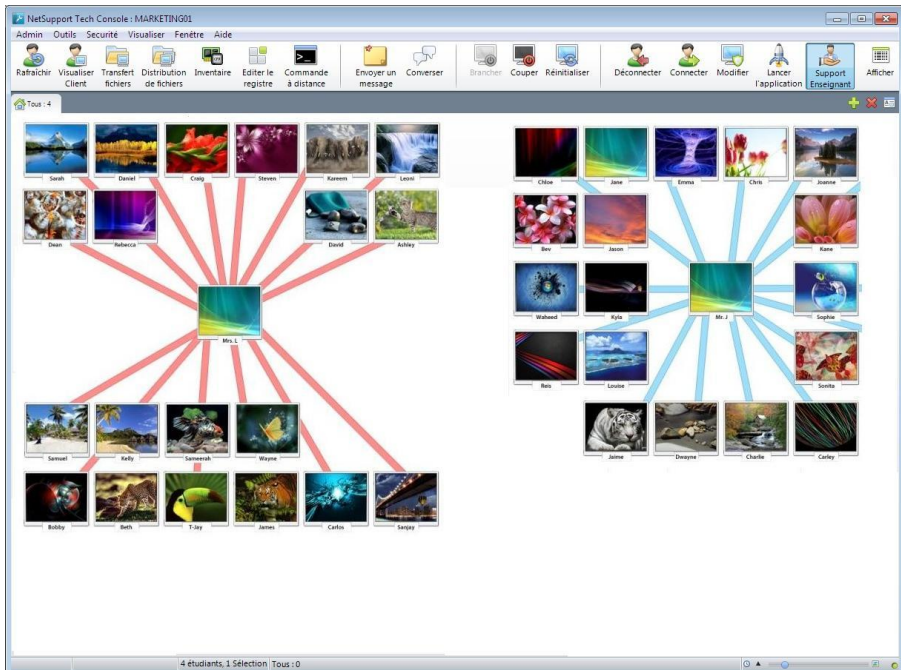 NetSupport Tech Console : MARKETING01
Admin Outils Securité Visualiser Fenêtre Aide
Rafraîchir Visualiser Client Transfert fichiers Distribution de fichiers Inventaire Editer le registre Commande à distance Envoyer un message Converser Brancher Couper Réinitialiser Déconnecter Connecter Modifier Lancer l'application Support Enseignant Afficher
Tous : 4
Sarah Daniel Craig Steven Kareem Leoni
Dean Rebecca David Ashley
Mrs. L
Samuel Kelly Sameerah Wayne
Bobby Beth T-Jay James Carlos Sanjay
Chloe Jane Emma Chris Joanne
Bev Jason Kane
Waheed Kyla Mr. J Sophie
Reis Louise Sonita
Jaime Dwayne Charlie Carley
4 étudiants, 1 Sélection Tous : 0